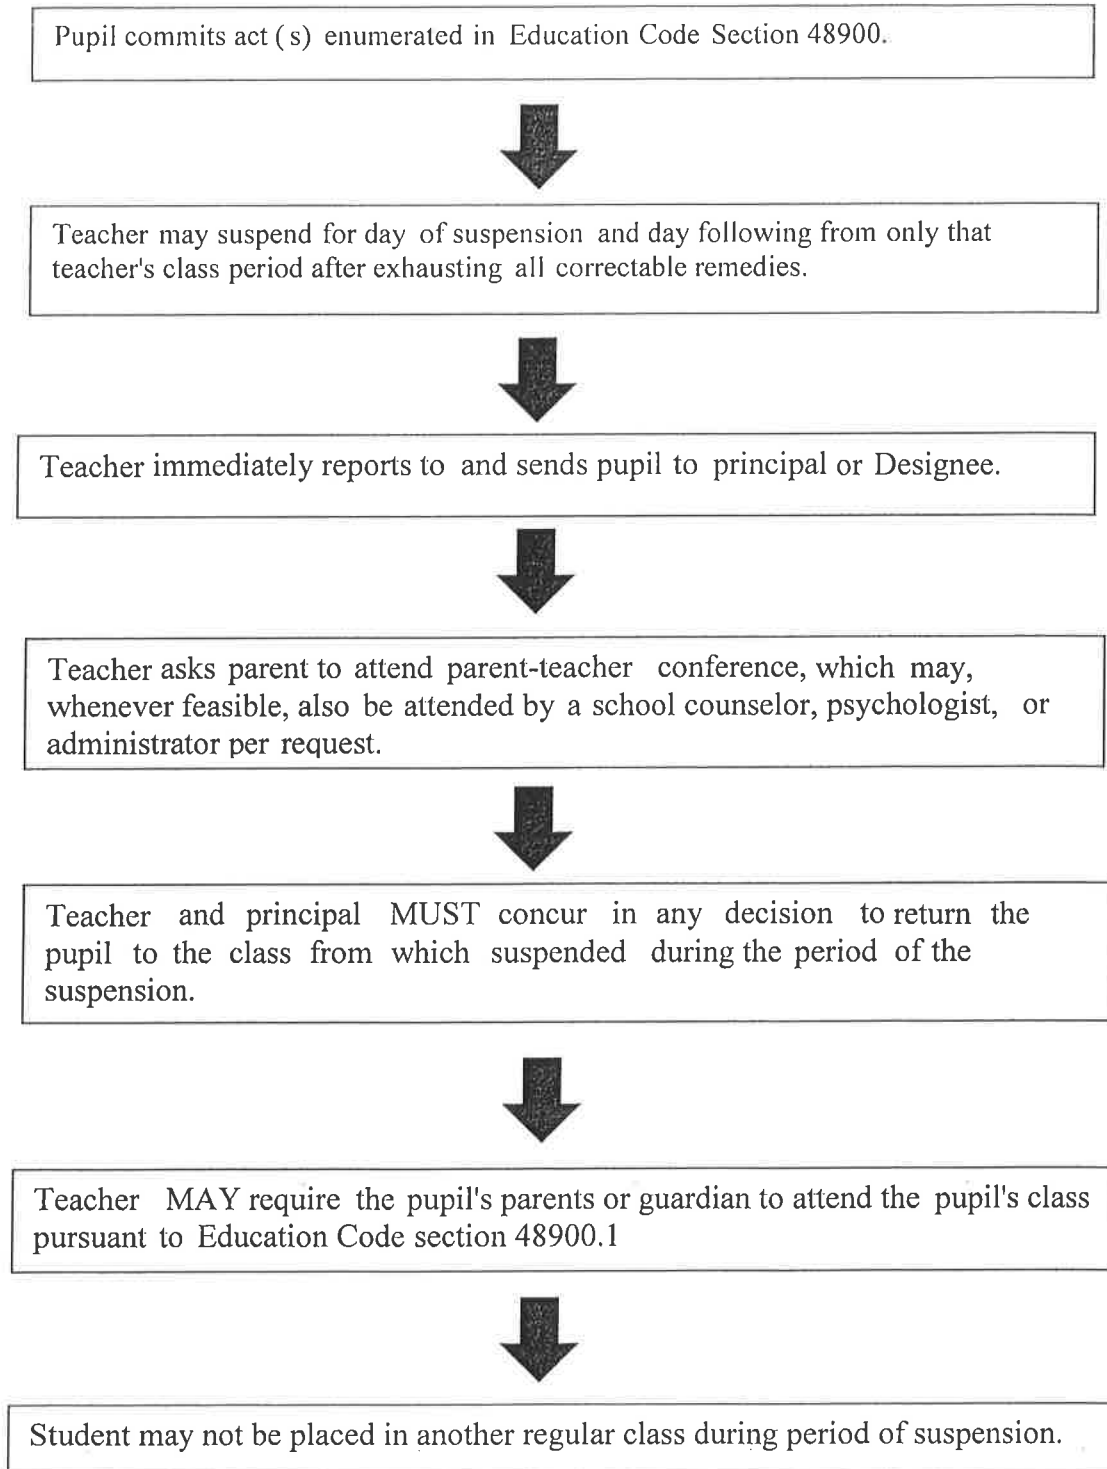 Pupil commits act (s) enumerated in Education Code Section 48900.
Teacher may suspend for day of suspension and day following from only that
teacher's class period after exhausting all correctable remedies.
Teacher immediately reports to and sends pupil to principal or Designee.
Teacher asks parent to attend parent-teacher conference, which may,
whenever feasible, also be attended by a school counselor, psychologist, or
administrator per request.
Teacher and principal MUST concur in any decision to return the
pupil to the class from which suspended during the period of the
suspension.
Teacher MAY require the pupil's parents or guardian to attend the pupil's class
pursuant to Education Code section 48900.1
Student may not be placed in another regular class during period of suspension.